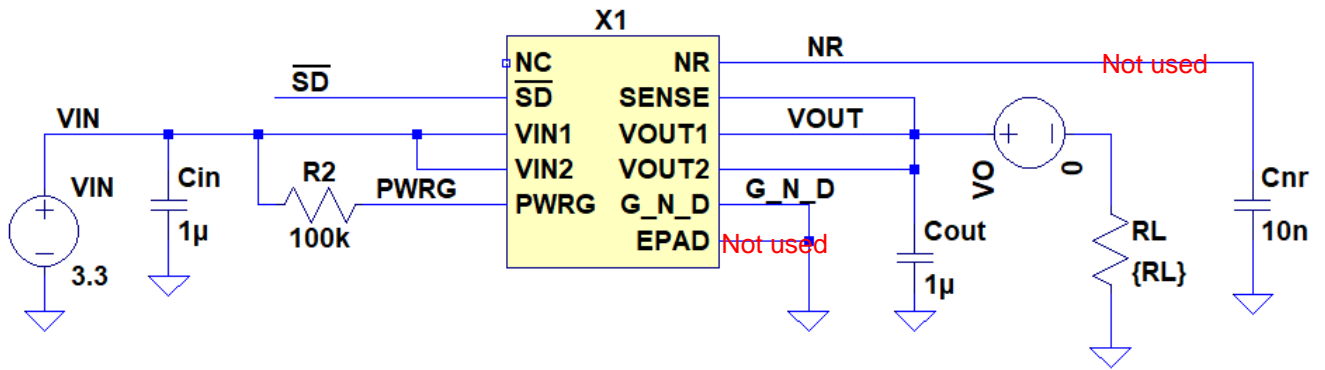 X1
NC
NR
NR
Not used
SD
SD
SENSE
VIN
VIN1
VOUT1
VOUT
VIN2
VOUT2
VIN
Cin
R2
PWRG
PWRG
G_N_D
G_N_D
VO
0
Cnr
1µ
100k
EPAD
Not used
Cout
RL
10n
3.3
1µ
{RL}